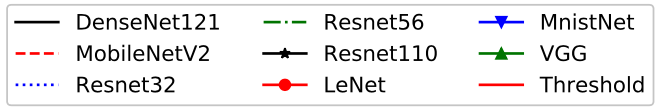 DenseNet121 Resnet56 MnistNet
MobileNetV2 Resnet110 VGG
Resnet32 LeNet Threshold